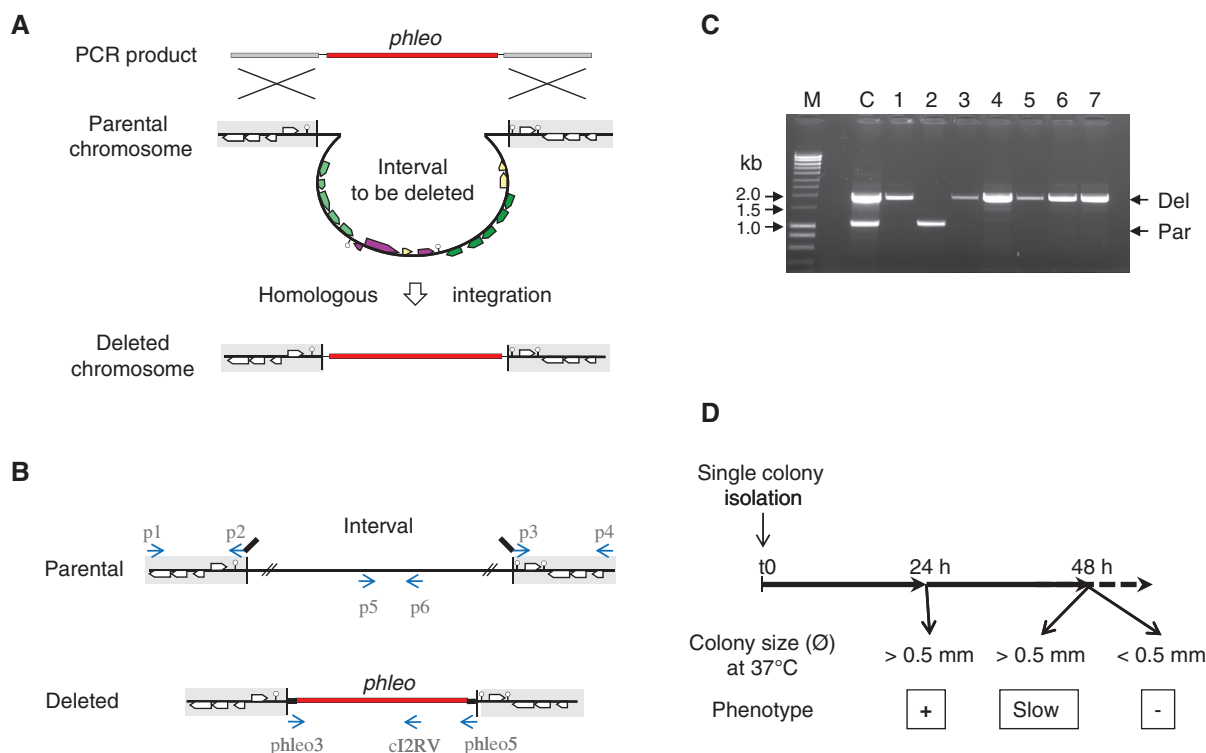 A
phleo
PCR product
Parental
chromosome
Interval
to be deleted
Homologous integration
Deleted
chromosome
B
p1 p2 Interval p3 p4
Parental
p5 p6
phleo
Deleted
phleo3 cI2RV phleo5
C
M C 1 2 3 4 5 6 7
kb
2.0
1.5
1.0
Del
Par
D
Single colony
isolation
t0 24 h 48 h
Colony size (Ø)
at 37°C
> 0.5 mm > 0.5 mm < 0.5 mm
Phenotype + Slow -